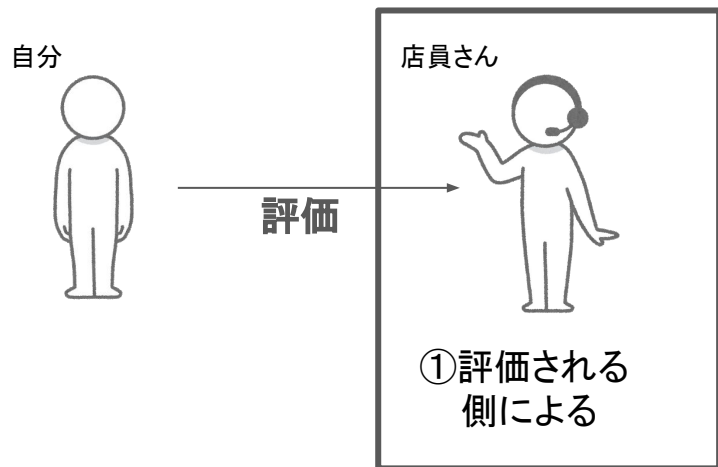 自分
店員さん
評価
①評価される
側による